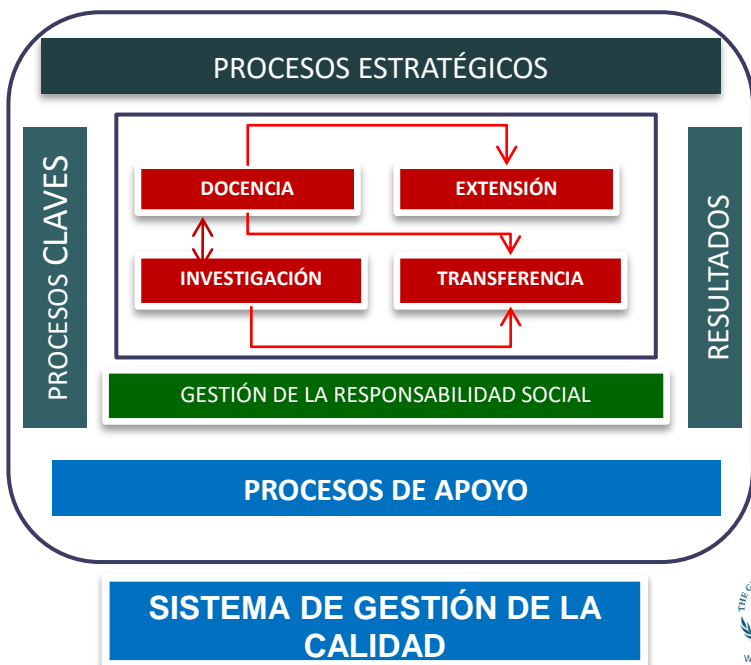 PROCESOS ESTRATÉGICOS
PROCESOS CLAVES
DOCENCIA
EXTENSIÓN
INVESTIGACIÓN
TRANSFERENCIA
RESULTADOS
GESTIÓN DE LA RESPONSABILIDAD SOCIAL
PROCESOS DE APOYO
SISTEMA DE GESTIÓN DE LA
CALIDAD
THE